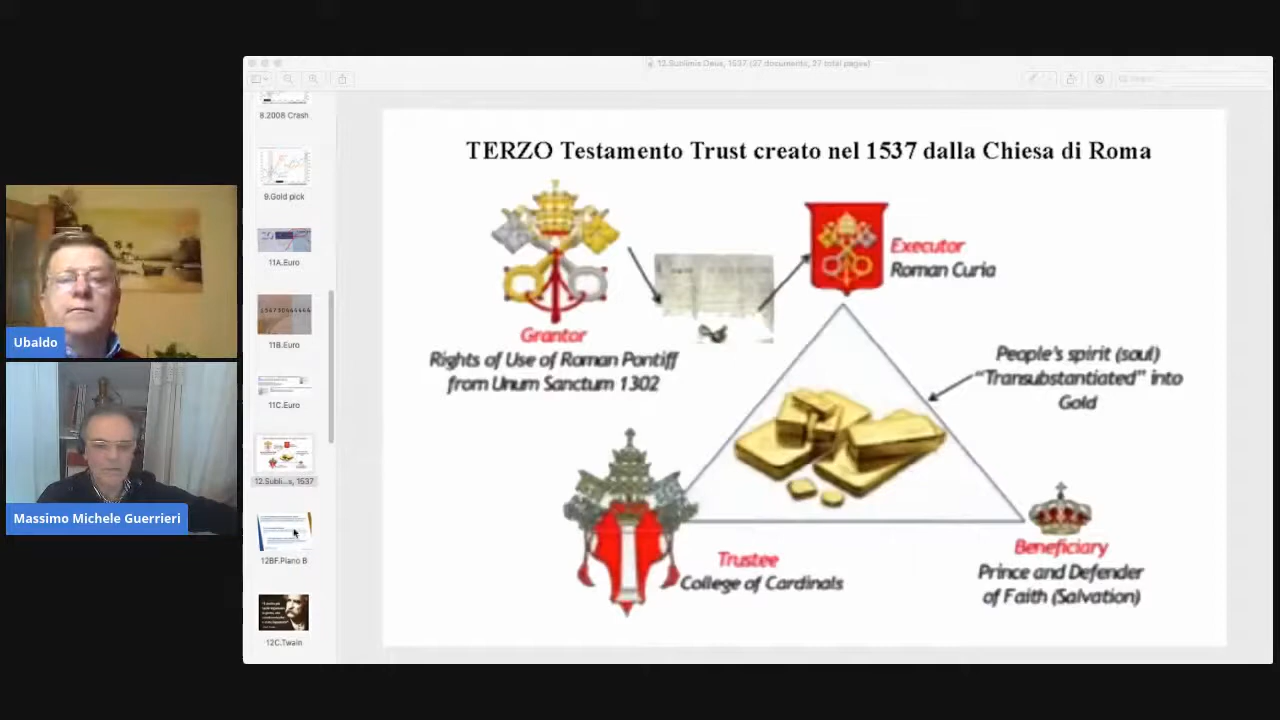 12.Sublimis Deus, 1537 (27 documento, 27 total pages)
8.2008 Crash
9.Gold pick
11A.Euro
11B.Euro
11C.Euro
12.Subli...s, 1537
12BF.Piano B
12C.Twain
Ubaldo
Massimo Michele Guerrieri
TERZO Testamento Trust creato nel 1537 dalla Chiesa di Roma
Grantor
Rights of Use of Roman Pontiff
from Unum Sanctum 1302
Executor
Roman Curia
People's spirit (soul)
"Transubstantiated" into
Gold
Trustee
College of Cardinals
Beneficiary
Prince and Defender
of Faith (Salvation)